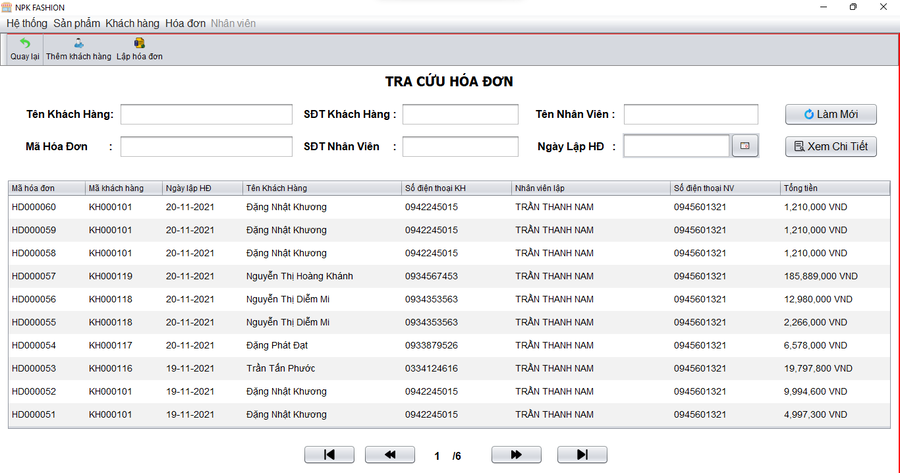 NPK FASHION
Hệ thống Sản phẩm Khách hàng Hóa đơn Nhân viên
Quay lại Thêm khách hàng Lập hóa đơn
TRA CỨU HÓA ĐƠN
Tên Khách Hàng: SĐT Khách Hàng : Tên Nhân Viên : Làm Mới
Mã Hóa Đơn : SĐT Nhân Viên : Ngày Lập HĐ : Xem Chi Tiết
Mã hóa đơn Mã khách hàng Ngày lập HĐ Tên Khách Hàng Số điện thoại KH Nhân viên lập Số điện thoại NV Tổng tiền
HD000060 KH000101 20-11-2021 Đặng Nhật Khương 0942245015 TRẦN THANH NAM 0945601321 1,210,000 VND
HD000059 KH000101 20-11-2021 Đặng Nhật Khương 0942245015 TRẦN THANH NAM 0945601321 1,210,000 VND
HD000058 KH000101 20-11-2021 Đặng Nhật Khương 0942245015 TRẦN THANH NAM 0945601321 1,210,000 VND
HD000057 KH000119 20-11-2021 Nguyễn Thị Hoàng Khánh 0934567453 TRẦN THANH NAM 0945601321 185,889,000 VND
HD000056 KH000118 20-11-2021 Nguyễn Thị Diễm Mi 0934353563 TRẦN THANH NAM 0945601321 12,980,000 VND
HD000055 KH000118 20-11-2021 Nguyễn Thị Diễm Mi 0934353563 TRẦN THANH NAM 0945601321 2,266,000 VND
HD000054 KH000117 20-11-2021 Đặng Phát Đạt 0933879526 TRẦN THANH NAM 0945601321 6,578,000 VND
HD000053 KH000116 19-11-2021 Trần Tấn Phước 0334124616 TRẦN THANH NAM 0945601321 19,797,800 VND
HD000052 KH000101 19-11-2021 Đặng Nhật Khương 0942245015 TRẦN THANH NAM 0945601321 9,994,600 VND
HD000051 KH000101 19-11-2021 Đặng Nhật Khương 0942245015 TRẦN THANH NAM 0945601321 4,997,300 VND
1 /6